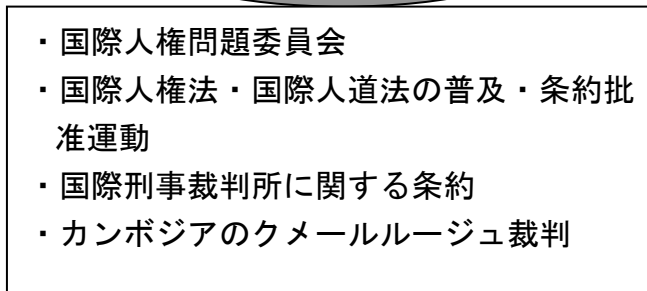 ・国際人権問題委員会
・国際人権法・国際人道法の普及・条約批
准運動
・国際刑事裁判所に関する条約
・カンボジアのクメールルージュ裁判